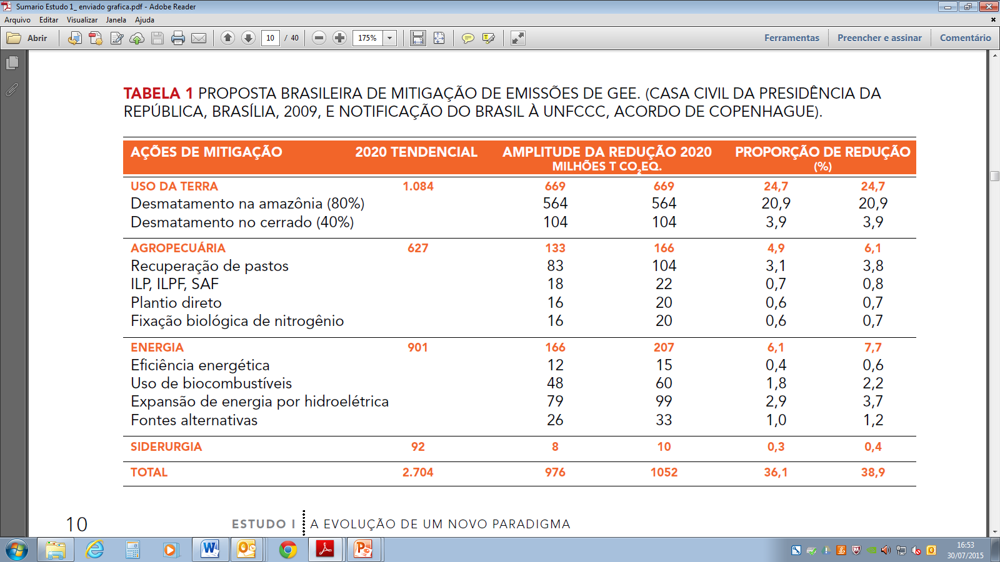 Sumario Estudo 1_ enviado grafica.pdf - Adobe Reader
Arquivo Editar Visualizar Janela Ajuda
Abrir 10 / 40 175% Ferramentas Preencher e assinar Comentário
TABELA 1 PROPOSTA BRASILEIRA DE MITIGAÇÃO DE EMISSÕES DE GEE. (CASA CIVIL DA PRESIDÊNCIA DA
REPÚBLICA, BRASÍLIA, 2009, E NOTIFICAÇÃO DO BRASIL À UNFCCC, ACORDO DE COPENHAGUE).
AÇÕES DE MITIGAÇÃO 2020 TENDENCIAL AMPLITUDE DA REDUÇÃO 2020 PROPORÇÃO DE REDUÇÃO
MILHÕES T CO₂EQ. (%)
USO DA TERRA 1.084 669 669 24,7 24,7
Desmatamento na amazônia (80%) 564 564 20,9 20,9
Desmatamento no cerrado (40%) 104 104 3,9 3,9
AGROPECUÁRIA 627 133 166 4,9 6,1
Recuperação de pastos 83 104 3,1 3,8
ILP, ILPF, SAF 18 22 0,7 0,8
Plantio direto 16 20 0,6 0,7
Fixação biológica de nitrogênio 16 20 0,6 0,7
ENERGIA 901 166 207 6,1 7,7
Eficiência energética 12 15 0,4 0,6
Uso de biocombustíveis 48 60 1,8 2,2
Expansão de energia por hidroelétrica 79 99 2,9 3,7
Fontes alternativas 26 33 1,0 1,2
SIDERURGIA 92 8 10 0,3 0,4
TOTAL 2.704 976 1052 36,1 38,9
10 ESTUDO I A EVOLUÇÃO DE UM NOVO PARADIGMA
16:53
30/07/2015